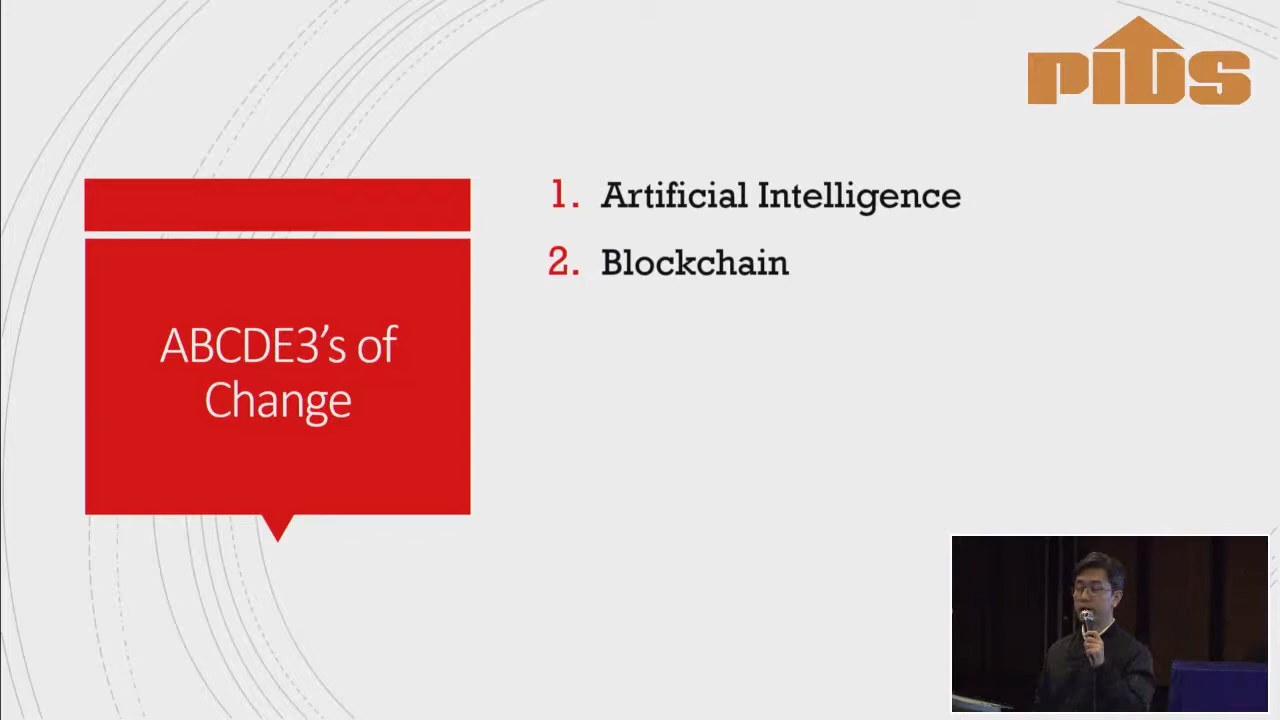 PIDS
1. Artificial Intelligence
2. Blockchain
ABCDE3's of
Change